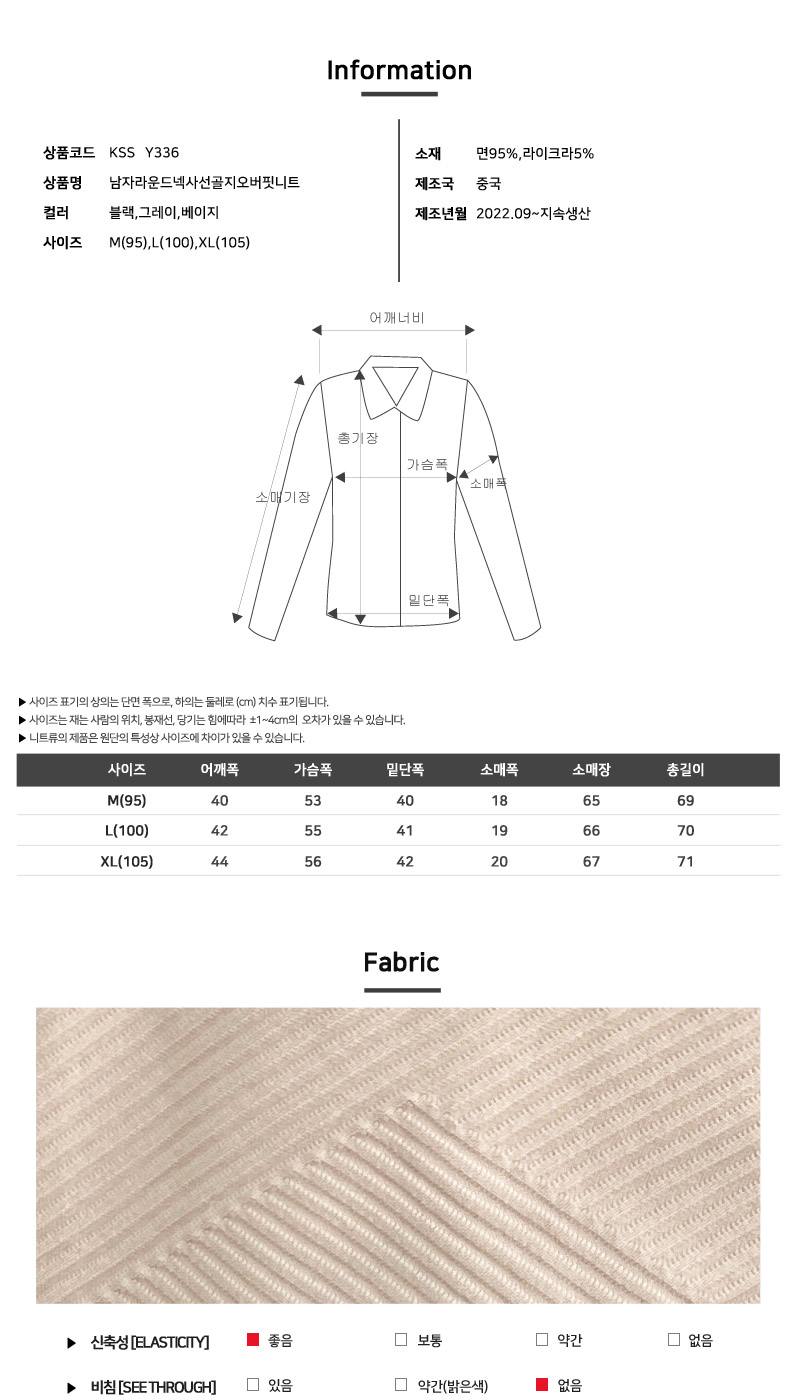 Information
상품코드 KSS Y336
상품명 남자라운드넥사선골지오버핏니트
컬러 블랙,그레이,베이지
사이즈 M(95),L(100),XL(105)
소재 면95%,라이크라5%
제조국 중국
제조년월 2022.09~지속생산
어깨너비
총기장
가슴폭
소매폭
소매기장
밑단폭
▶ 사이즈 표기의 상의는 단면 폭으로, 하의는 둘레로 (cm) 치수 표기됩니다.
▶ 사이즈는 재는 사람의 위치, 봉재선, 당기는 힘에따라 ±1~4cm의 오차가 있을 수 있습니다.
▶ 니트류의 제품은 원단의 특성상 사이즈에 차이가 있을 수 있습니다.
사이즈 어깨폭 가슴폭 밑단폭 소매폭 소매장 총길이
M(95) 40 53 40 18 65 69
L(100) 42 55 41 19 66 70
XL(105) 44 56 42 20 67 71
Fabric
▶ 신축성 [ELASTICITY] 좋음 보통 약간 없음
▶ 비침 [SEE THROUGH] 있음 약간(밝은색) 없음